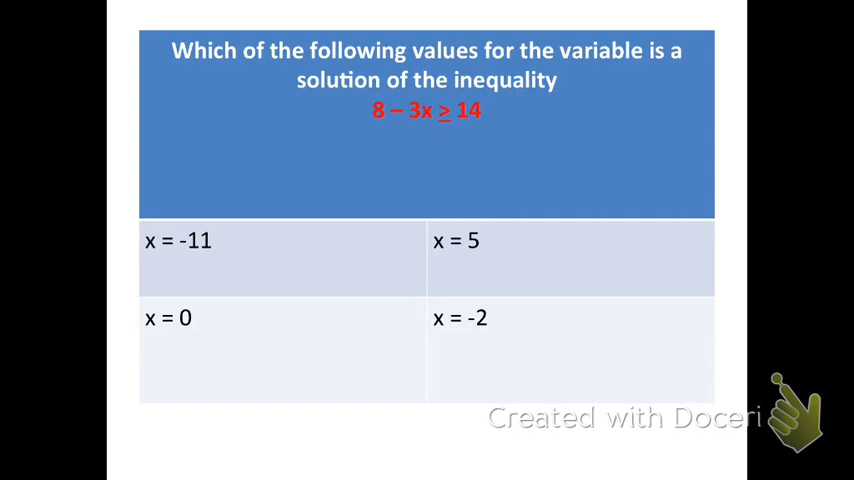 Which of the following values for the variable is a
solution of the inequality
8 – 3x ≥ 14
x = -11
x = 5
x = 0
x = -2
Created with Doceri